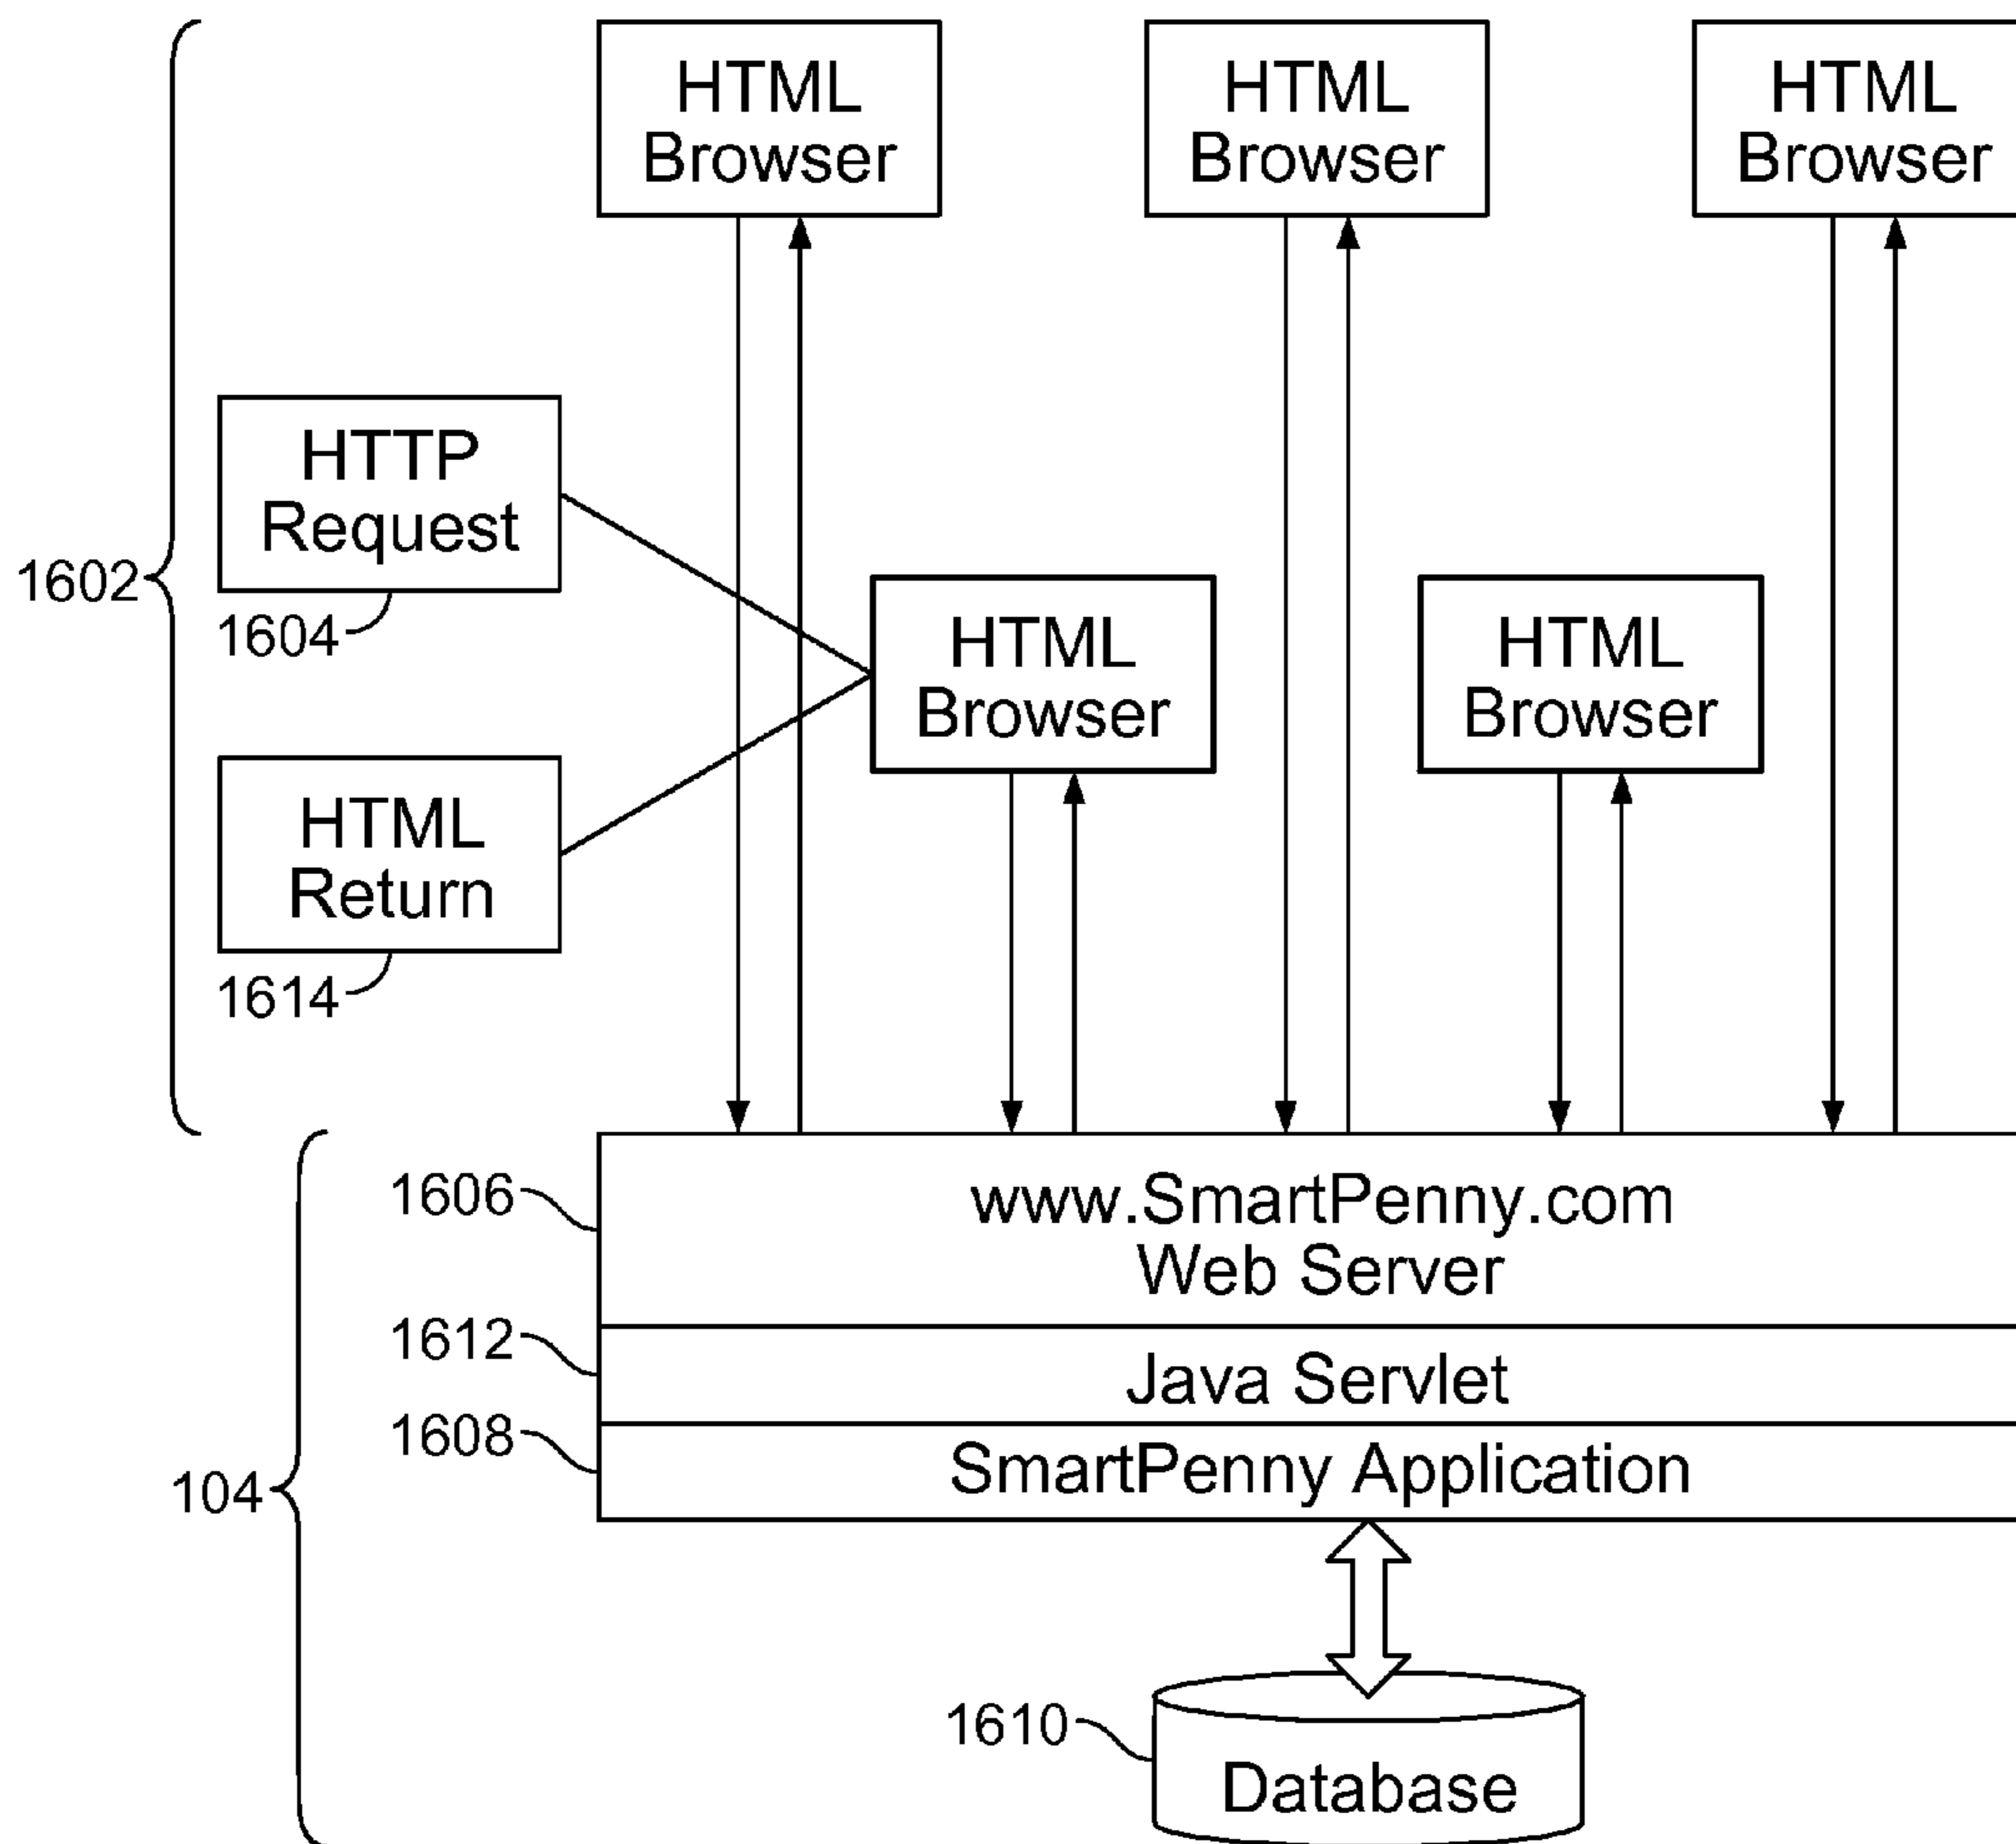 HTML
Browser
HTML
Browser
HTML
Browser
HTTP
Request
1602
1604
HTML
Browser
HTML
Browser
HTML
Return
1614
1606
www.SmartPenny.com
Web Server
1612
Java Servlet
1608
SmartPenny Application
104
1610
Database